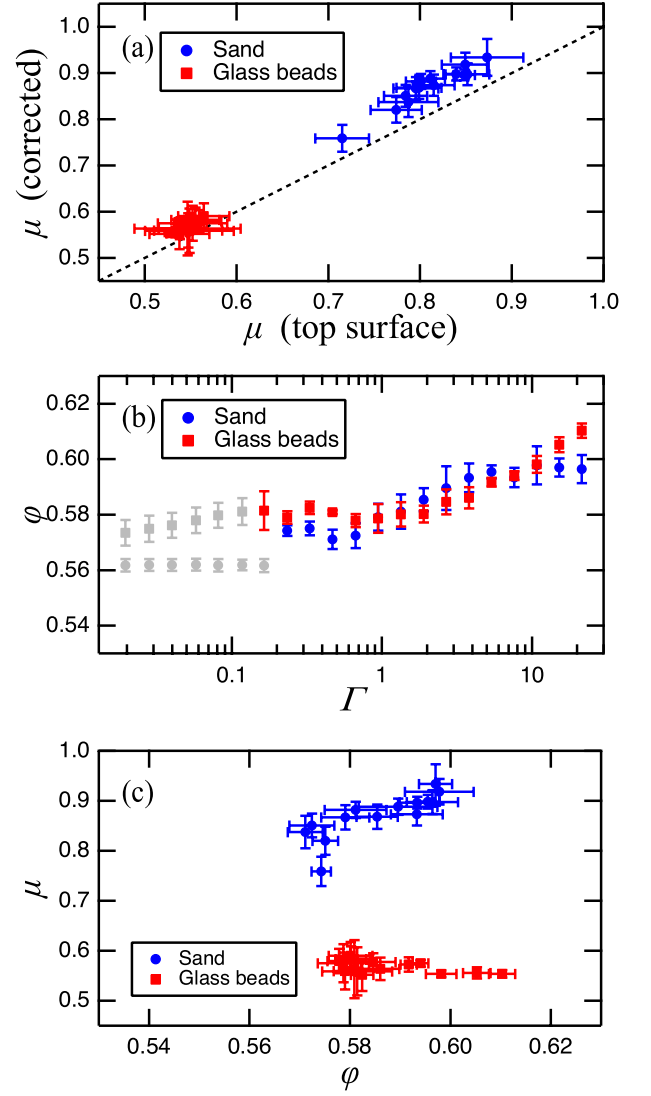 1.0
0.9
0.8
0.7
0.6
0.5
μ (corrected)
(a)
Sand
Glass beads
0.5 0.6 0.7 0.8 0.9 1.0
μ (top surface)
0.62
0.60
0.58
0.56
0.54
φ
(b)
Sand
Glass beads
0.1 1 10
Γ
1.0
0.9
0.8
0.7
0.6
0.5
μ
(c)
Sand
Glass beads
0.54 0.56 0.58 0.60 0.62
φ